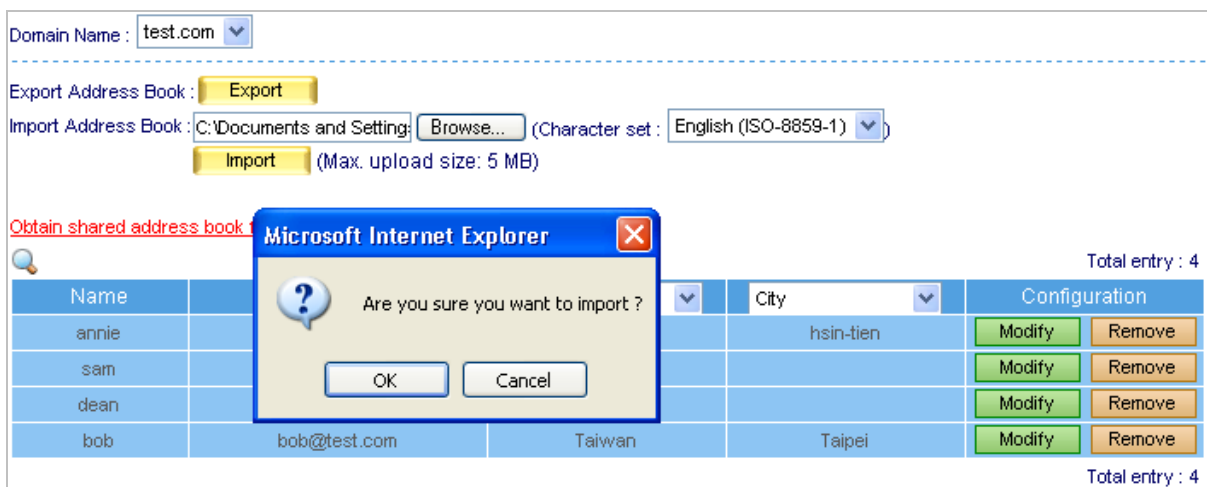 Domain Name : test.com
Export Address Book : Export
Import Address Book : C:\Documents and Setting Browse... (Character set : English (ISO-8859-1) )
Import (Max. upload size: 5 MB)
Obtain shared address book
Microsoft Internet Explorer
Are you sure you want to import ?
OK Cancel
Total entry : 4
Name City Configuration
annie hsin-tien Modify Remove
sam Modify Remove
dean Modify Remove
bob bob@test.com Taiwan Taipei Modify Remove
Total entry : 4